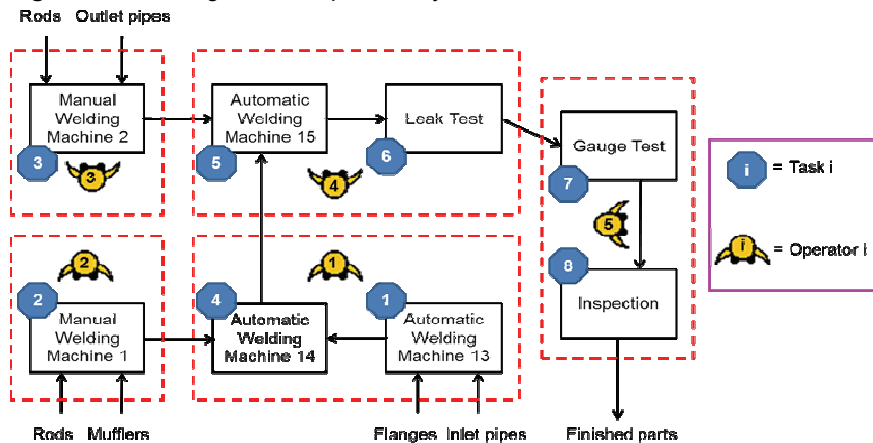 Rods Outlet pipes
Manual
Welding
Machine 2
3
3
Automatic
Welding
Machine 15
5
4
Leak Test
6
Gauge Test
7
5
8
Inspection
i = Task i
i = Operator i
2
2
Manual
Welding
Machine 1
4
Automatic
Welding
Machine 14
1
1
Automatic
Welding
Machine 13
Rods Mufflers
Flanges Inlet pipes
Finished parts